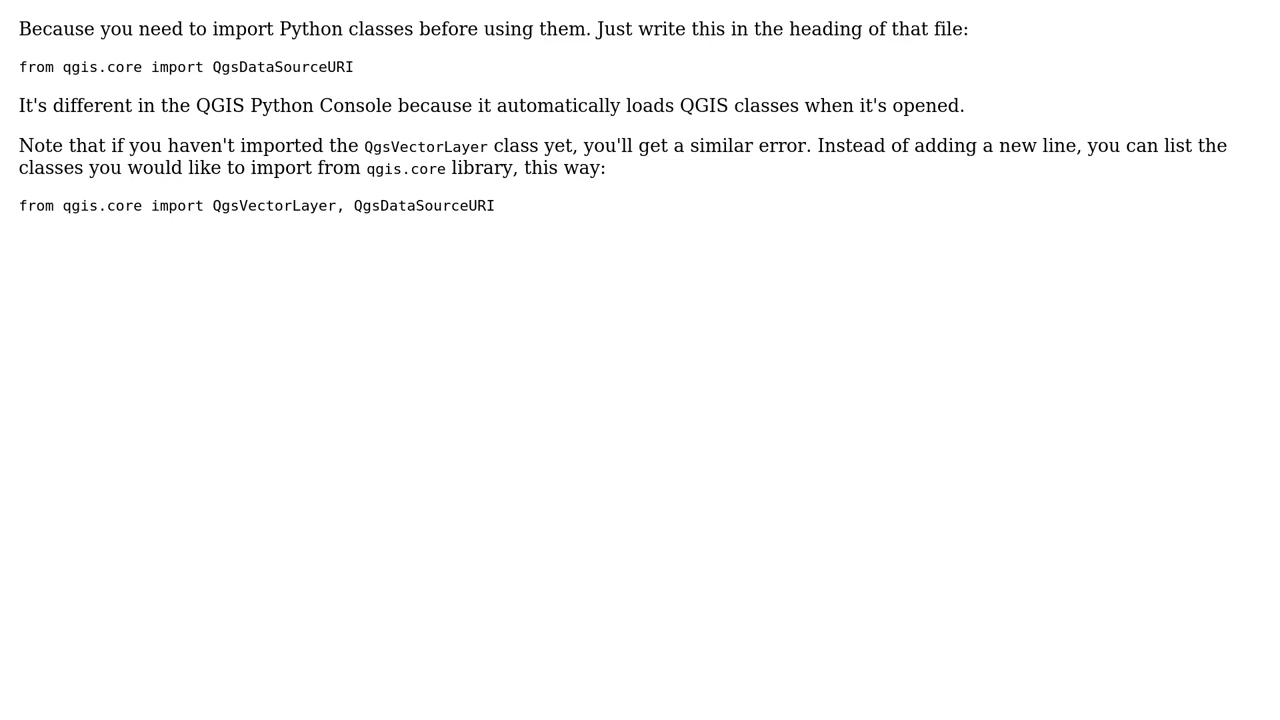 Because you need to import Python classes before using them. Just write this in the heading of that file:
from qgis.core import QgsDataSourceURI
It's different in the QGIS Python Console because it automatically loads QGIS classes when it's opened.
Note that if you haven't imported the QgsVectorLayer class yet, you'll get a similar error. Instead of adding a new line, you can list the
classes you would like to import from qgis.core library, this way:
from qgis.core import QgsVectorLayer, QgsDataSourceURI